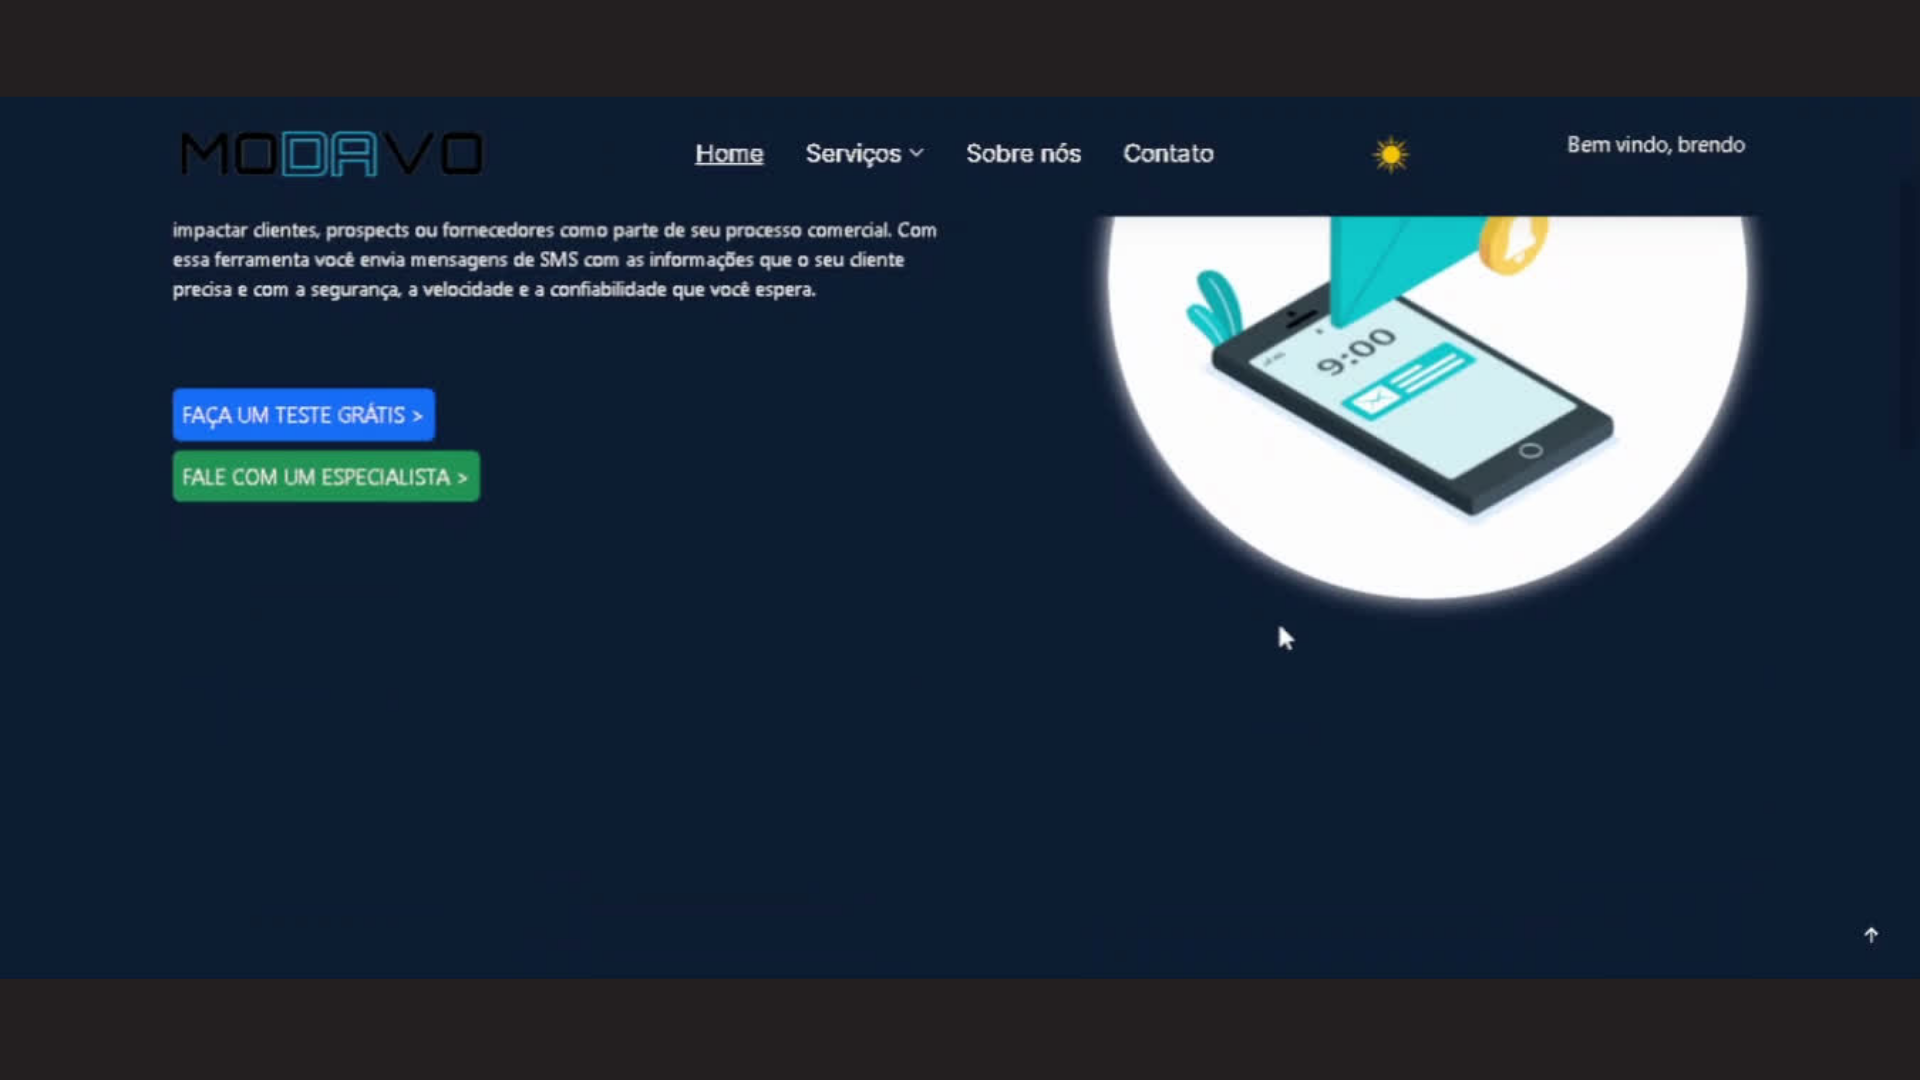 MODAVO
Home Serviços Sobre nós Contato
Bem vindo, brendo
impactar clientes, prospects ou fornecedores como parte de seu processo comercial. Com
essa ferramenta você envia mensagens de SMS com as informações que o seu cliente
precisa e com a segurança, a velocidade e a confiabilidade que você espera.
9:00
FAÇA UM TESTE GRÁTIS >
FALE COM UM ESPECIALISTA >